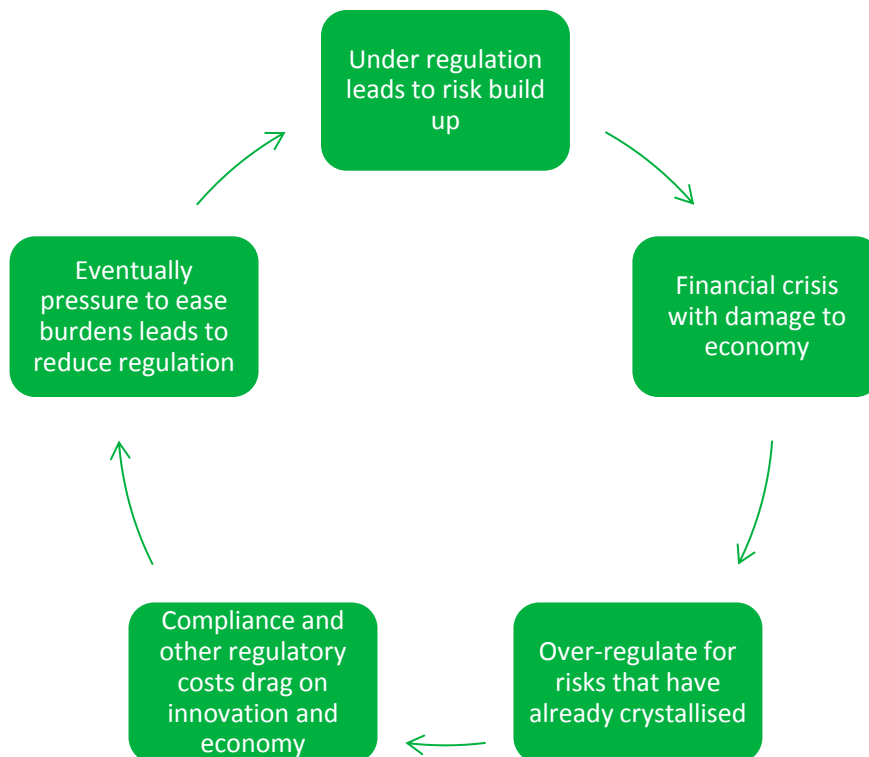 Under regulation
leads to risk build
up
Financial crisis
with damage to
economy
Over-regulate for
risks that have
already crystallised
Compliance and
other regulatory
costs drag on
innovation and
economy
Eventually
pressure to ease
burdens leads to
reduce regulation